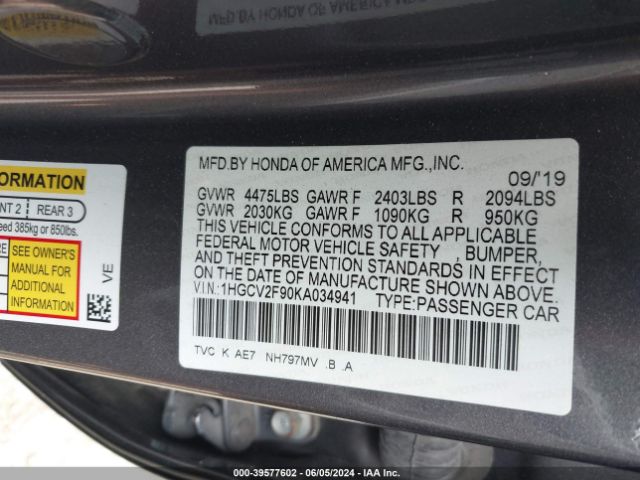 MFD.BY HONDA OF AMERICA MFG.,INC.
09/'19
GVWR 4475LBS GAWR F 2403LBS R 2094LBS
GVWR 2030KG GAWR F 1090KG R 950KG
THIS VEHICLE CONFORMS TO ALL APPLICABLE
FEDERAL MOTOR VEHICLE SAFETY , BUMPER,
AND THEFT PREVENTION STANDARDS IN EFFECT
ON THE DATE OF MANUFACTURE SHOWN ABOVE.
V.I.N.:1HGCV2F90KA034941 TYPE:PASSENGER CAR
TVC K AE7 NH797MV .B .A
ORMATION
NT 2 REAR 3
eed 385kg or 850lbs.
RE
SEE OWNER'S
MANUAL FOR
ADDITIONAL
INFORMATION
VE
000-39577602 - 06/05/2024 - IAA Inc.